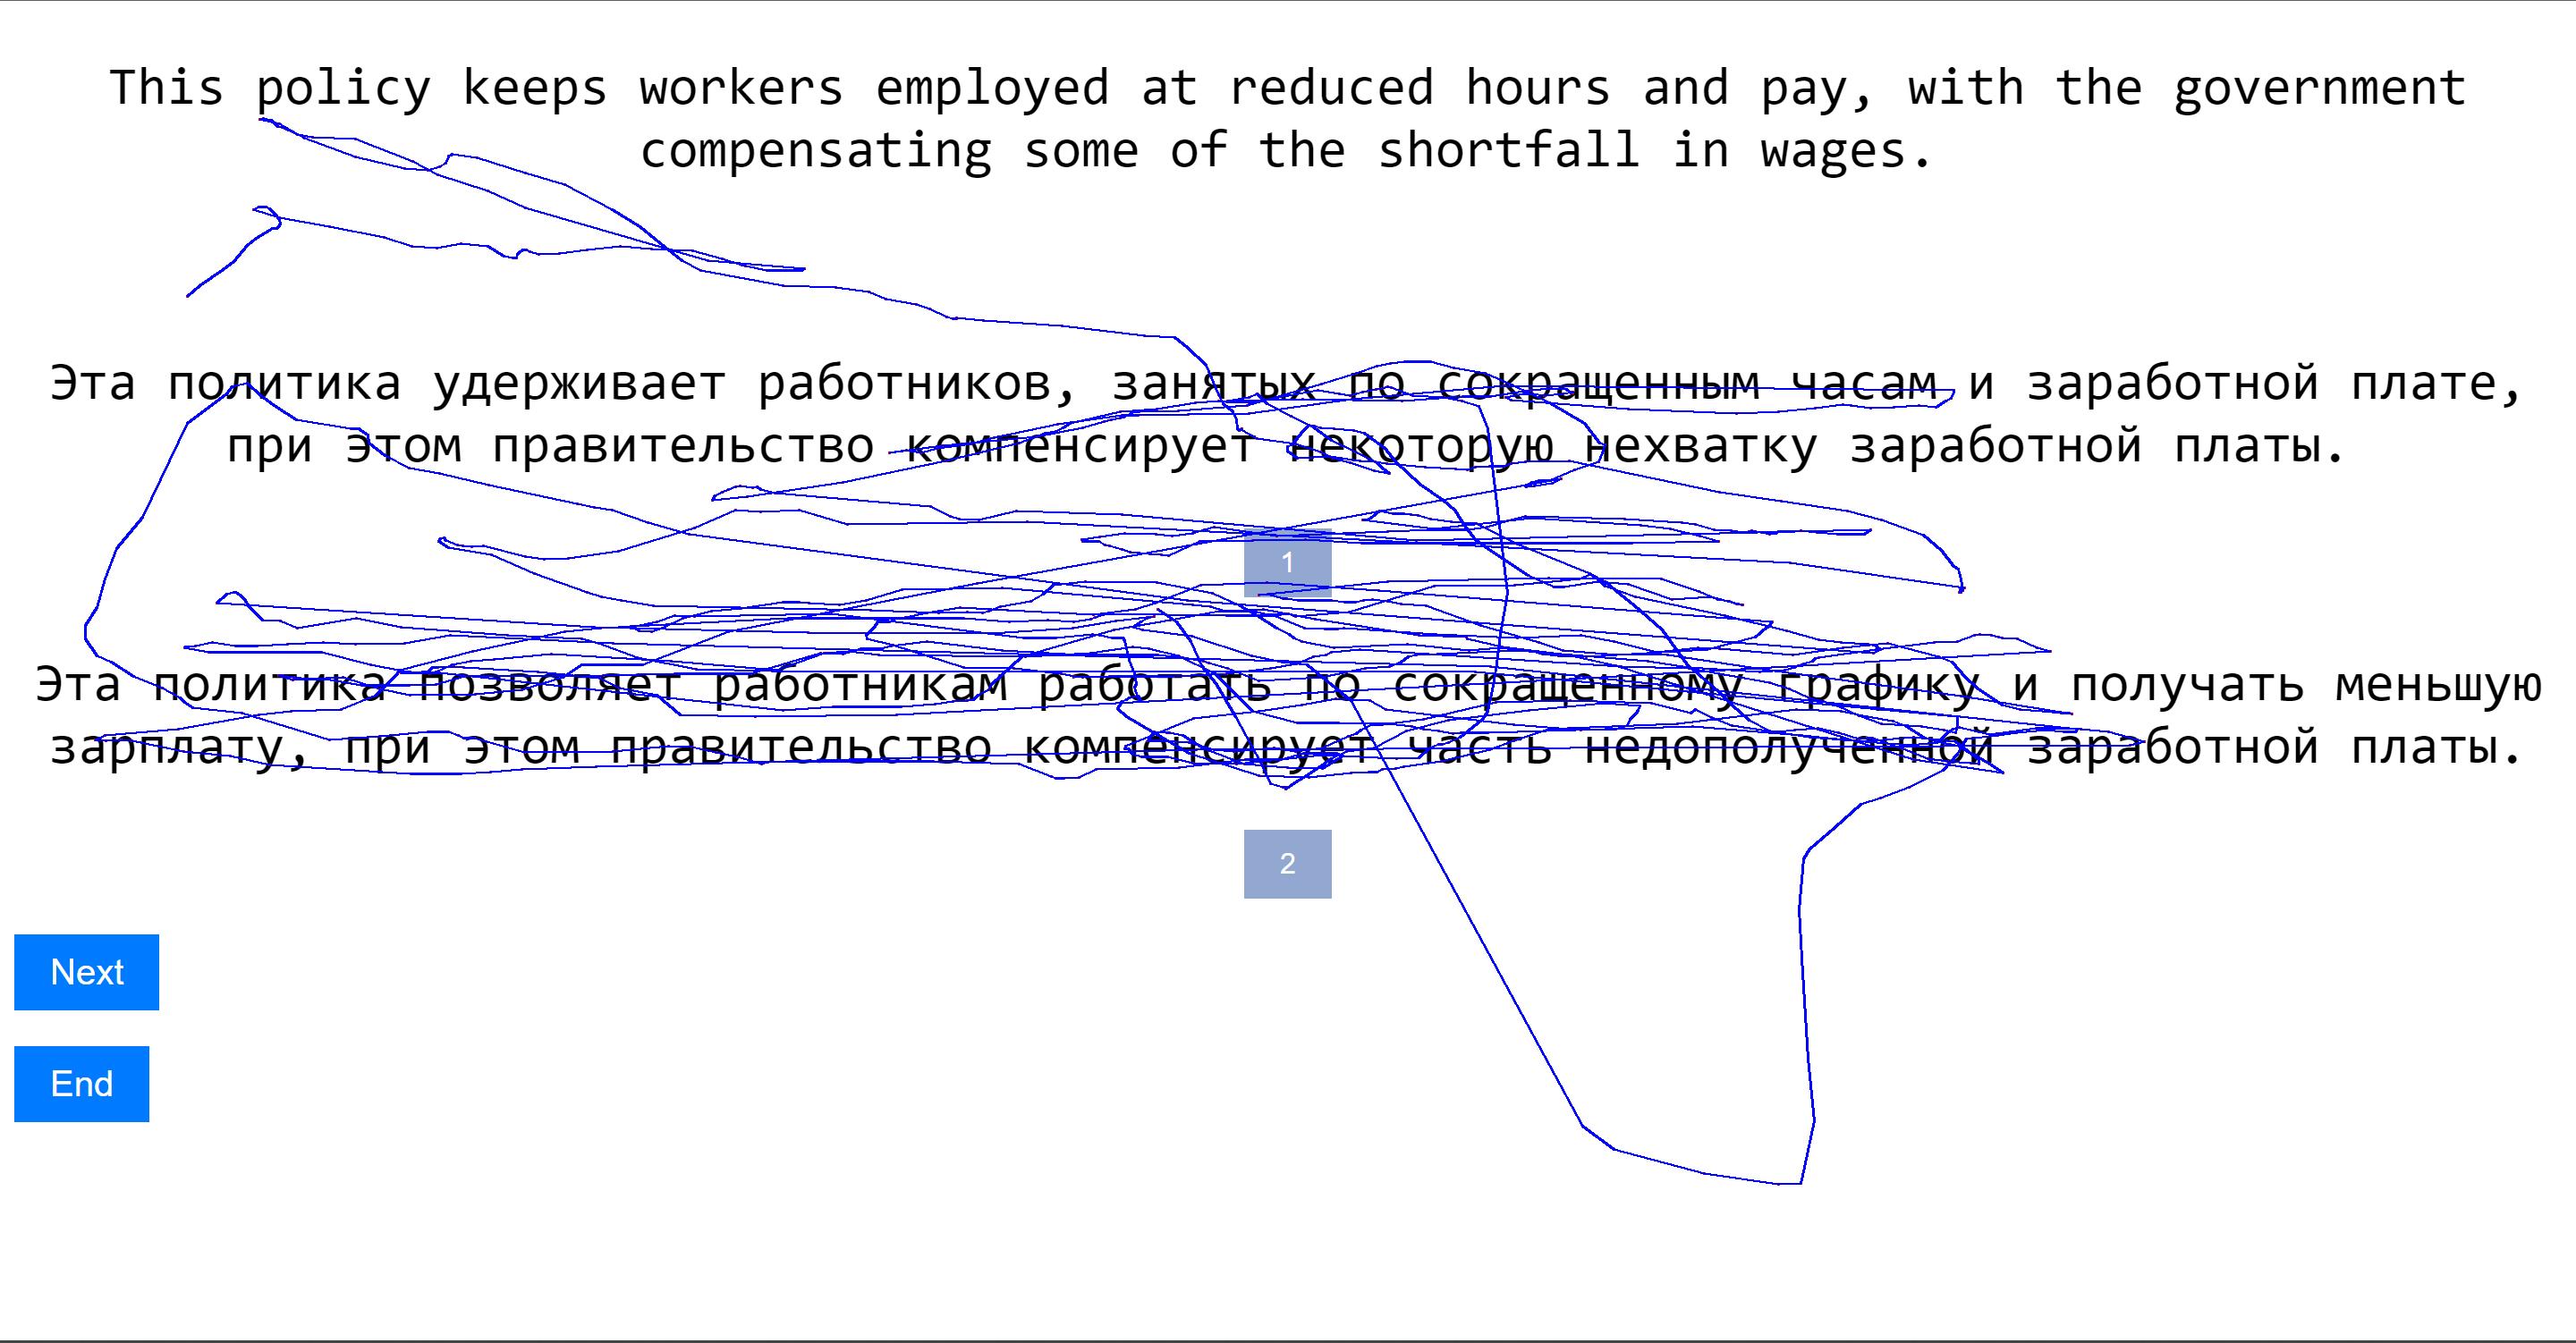 This policy keeps workers employed at reduced hours and pay, with the government
compensating some of the shortfall in wages.
Эта политика удерживает работников, занятых по сокращенным часам и заработной плате,
при этом правительство компенсирует некоторую нехватку заработной платы.
1
Эта политика позволяет работникам работать по сокращенному графику и получать меньшую
зарплату, при этом правительство компенсирует часть недополученной заработной платы.
2
Next
End